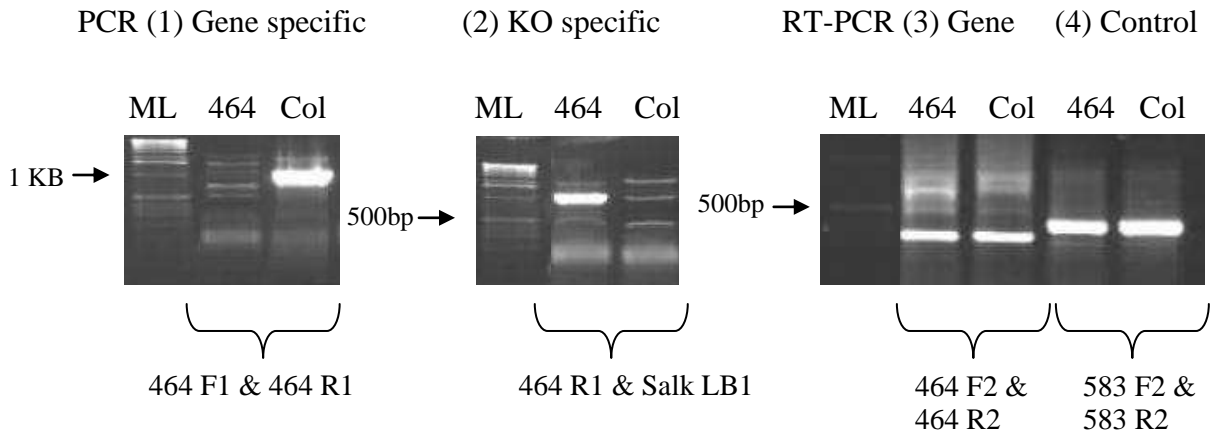 PCR (1) Gene specific (2) KO specific RT-PCR (3) Gene (4) Control
ML 464 Col ML 464 Col ML 464 Col 464 Col
1 KB
500bp
500bp
464 F1 & 464 R1
464 R1 & Salk LB1
464 F2 &
464 R2
583 F2 &
583 R2